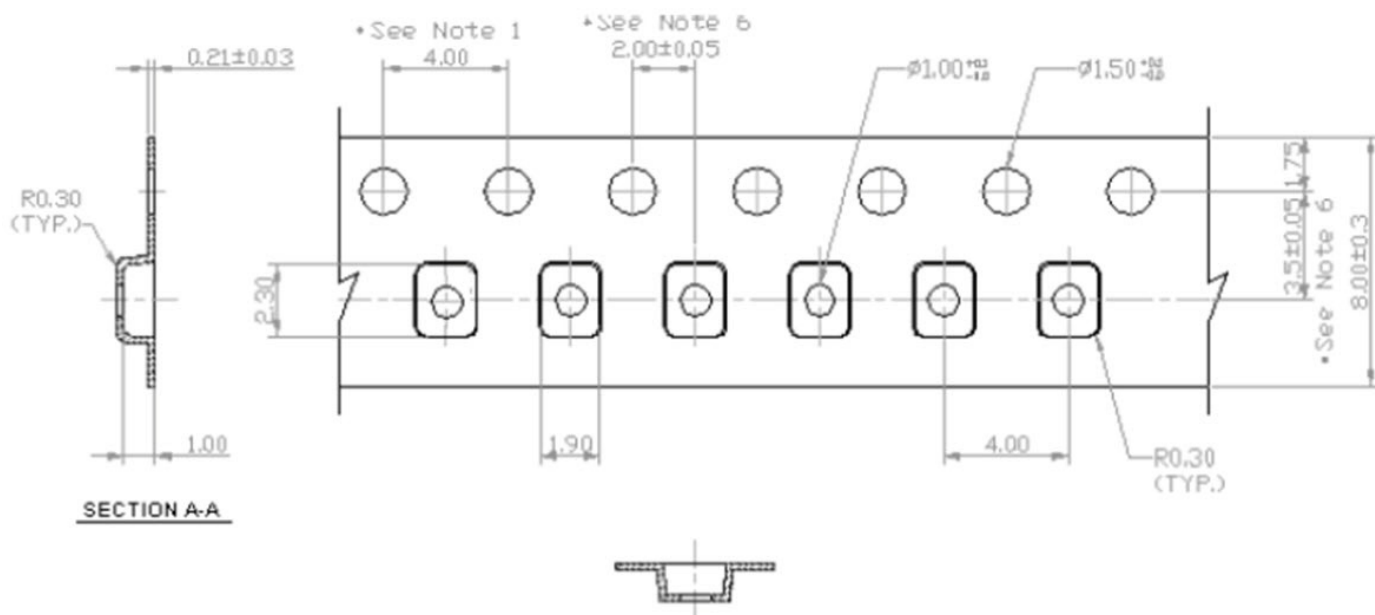 •See Note 1
4.00
•See Note 6
2.00±0.05
0.21±0.03
ø1.00
ø1.50
R0.30
(TYP.)
2.30
1.75
3.5±0.05
•See Note 6
8.00±0.3
1.00
1.90
4.00
R0.30
(TYP.)
SECTION A-A